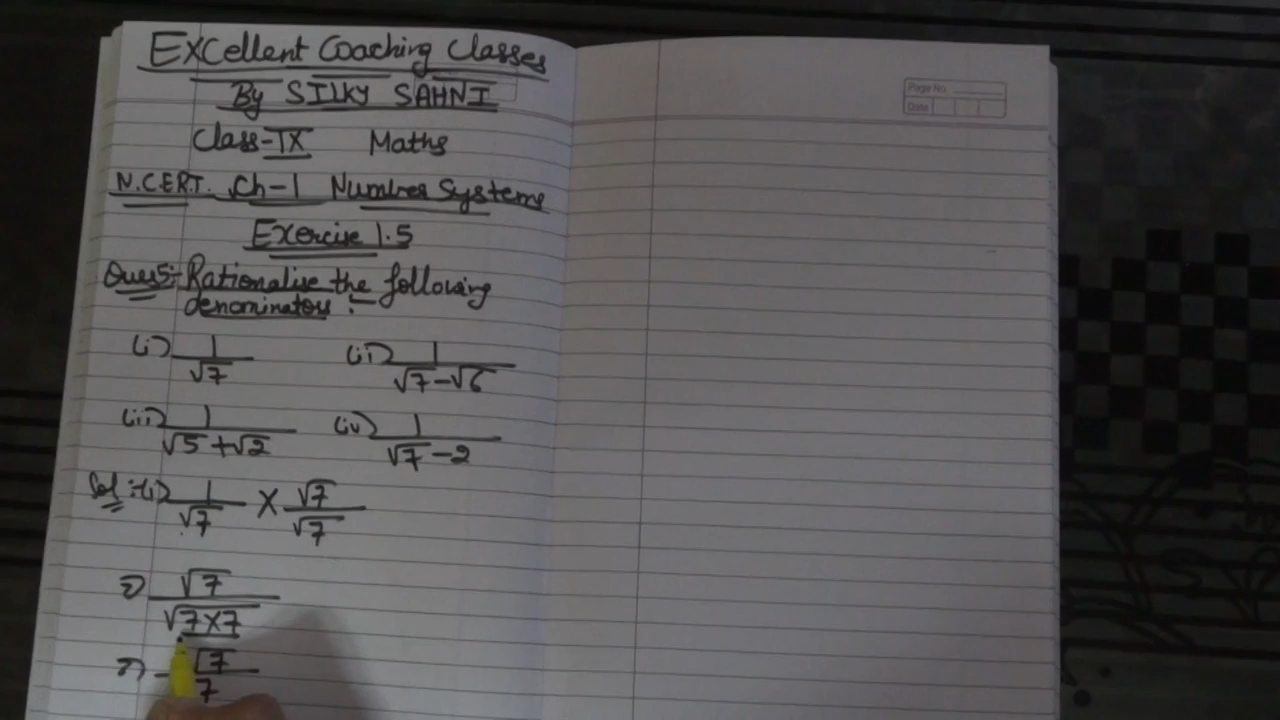 Excellent Coaching Classes
By SILKY SAHNI
Class-IX Maths
N.C.E.R.T. Ch-1 Number Systems
Exercise 1.5
Ques5:- Rationalise the following
denominators :
(i) 1/√7 (ii) 1/(√7-√6)
(iii) 1/(√5+√2) (iv) 1/(√7-2)
Sol:-(i) 1/√7 × √7/√7
⇒ √7/√(7×7)
⇒ √7/7
Page No.
Date